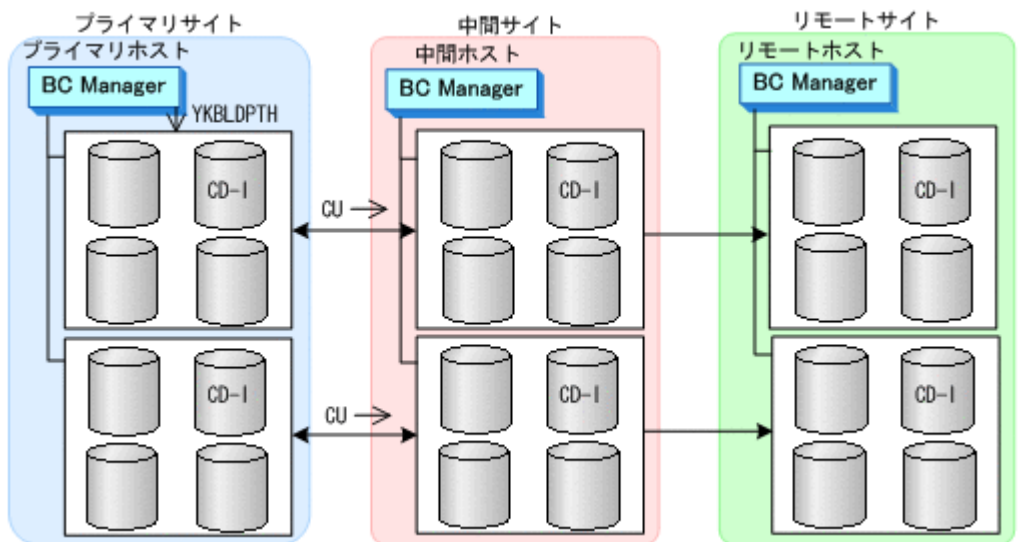 プライマリサイト
プライマリホスト
BC Manager
YKBLDPTH
CD-I
CD-I
CU
CU
中間サイト
中間ホスト
BC Manager
CD-I
CD-I
リモートサイト
リモートホスト
BC Manager
CD-I
CD-I